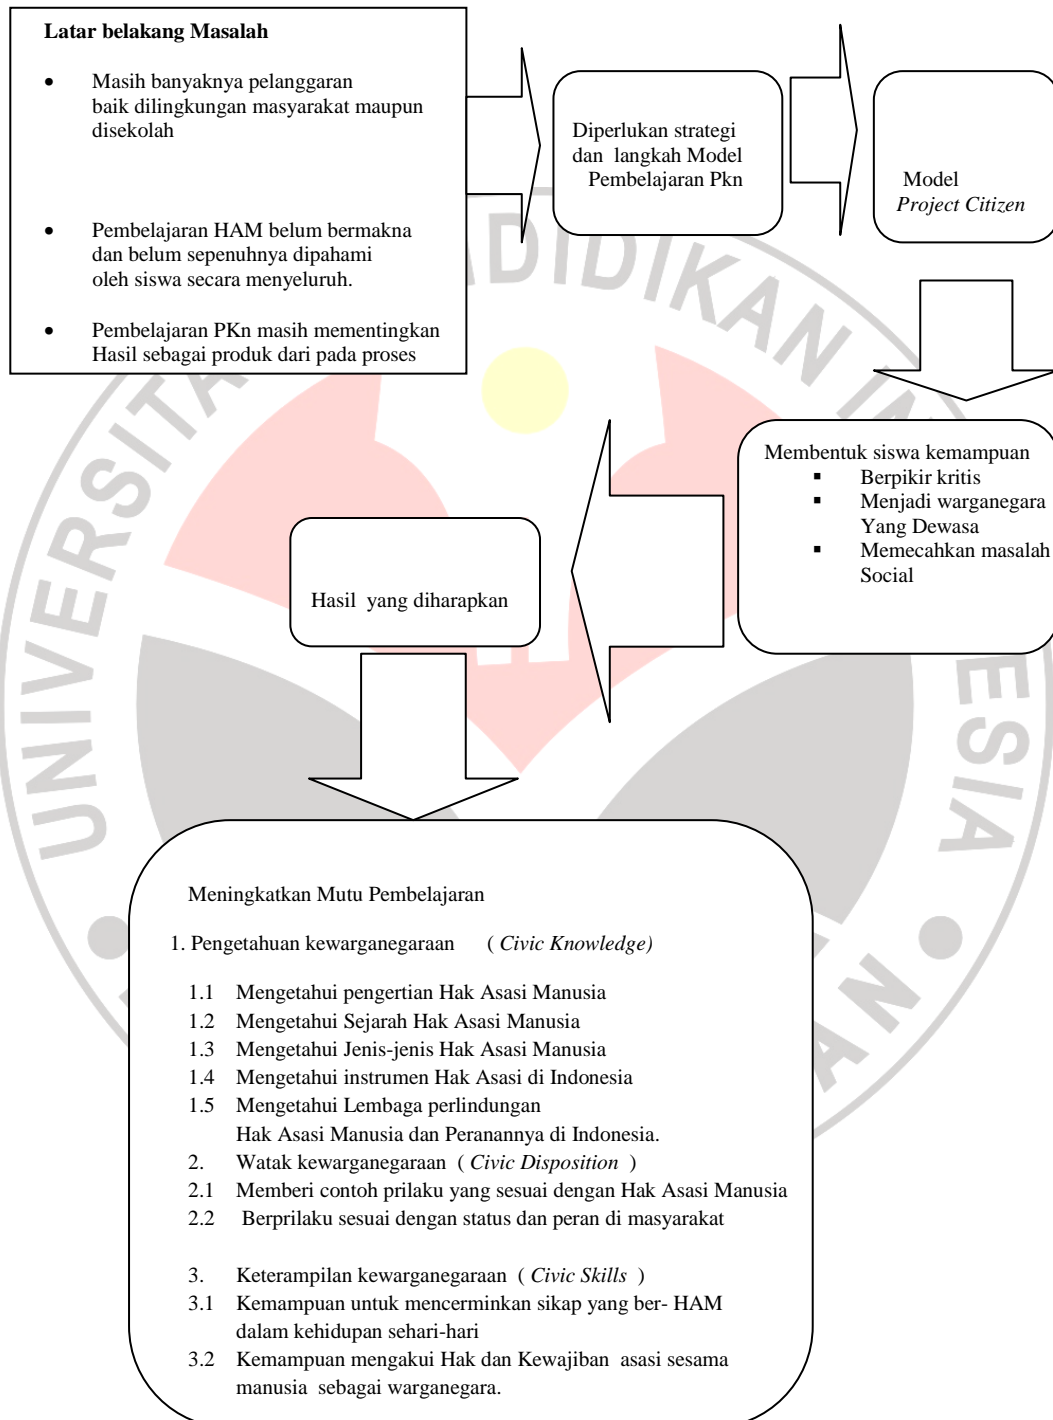 Latar belakang Masalah
• Masih banyaknya pelanggaran
baik dilingkungan masyarakat maupun
disekolah
• Pembelajaran HAM belum bermakna
dan belum sepenuhnya dipahami
oleh siswa secara menyeluruh.
• Pembelajaran PKn masih mementingkan
Hasil sebagai produk dari pada proses
Diperlukan strategi
dan langkah Model
Pembelajaran Pkn
Model
Project Citizen
Membentuk siswa kemampuan
▪ Berpikir kritis
▪ Menjadi warganegara
Yang Dewasa
▪ Memecahkan masalah
Social
Hasil yang diharapkan
Meningkatkan Mutu Pembelajaran
1. Pengetahuan kewarganegaraan ( Civic Knowledge)
1.1 Mengetahui pengertian Hak Asasi Manusia
1.2 Mengetahui Sejarah Hak Asasi Manusia
1.3 Mengetahui Jenis-jenis Hak Asasi Manusia
1.4 Mengetahui instrumen Hak Asasi di Indonesia
1.5 Mengetahui Lembaga perlindungan
Hak Asasi Manusia dan Peranannya di Indonesia.
2. Watak kewarganegaraan ( Civic Disposition )
2.1 Memberi contoh prilaku yang sesuai dengan Hak Asasi Manusia
2.2 Berprilaku sesuai dengan status dan peran di masyarakat
3. Keterampilan kewarganegaraan ( Civic Skills )
3.1 Kemampuan untuk mencerminkan sikap yang ber- HAM
dalam kehidupan sehari-hari
3.2 Kemampuan mengakui Hak dan Kewajiban asasi sesama
manusia sebagai warganegara.